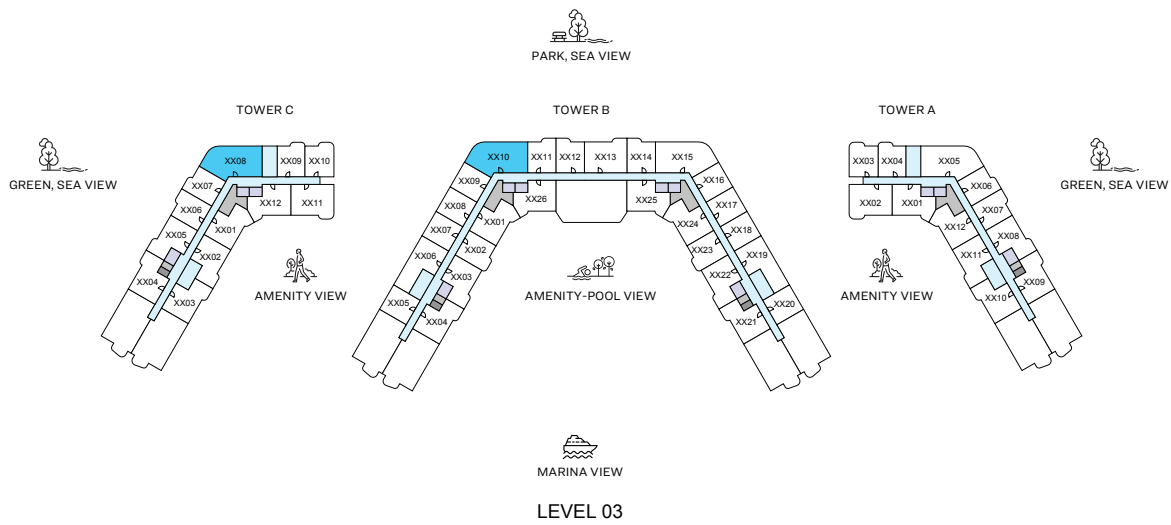 PARK, SEA VIEW
TOWER C
TOWER B
TOWER A
GREEN, SEA VIEW
GREEN, SEA VIEW
XX08
XX09
XX10
XX07
XX06
XX05
XX04
XX12
XX11
XX01
XX02
XX03
XX10
XX11
XX12
XX13
XX14
XX15
XX09
XX08
XX07
XX06
XX05
XX26
XX01
XX02
XX03
XX04
XX25
XX16
XX17
XX18
XX19
XX20
XX24
XX23
XX22
XX21
XX03
XX04
XX05
XX02
XX01
XX06
XX07
XX08
XX09
XX12
XX11
XX10
AMENITY VIEW
AMENITY-POOL VIEW
AMENITY VIEW
MARINA VIEW
LEVEL 03